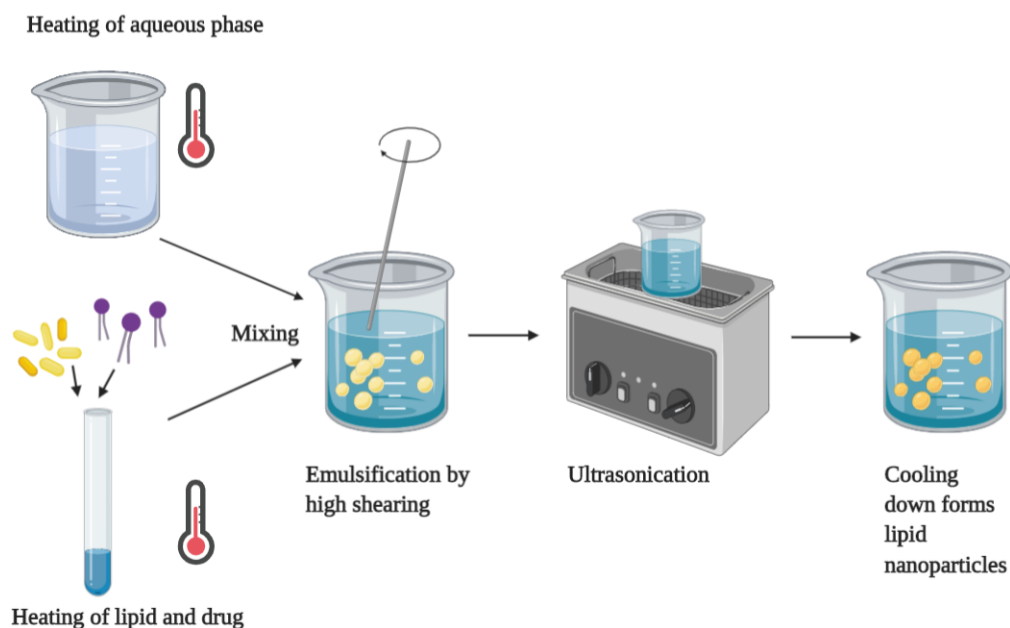 Heating of aqueous phase
Mixing
Heating of lipid and drug
Emulsification by
high shearing
Ultrasonication
Cooling
down forms
lipid
nanoparticles